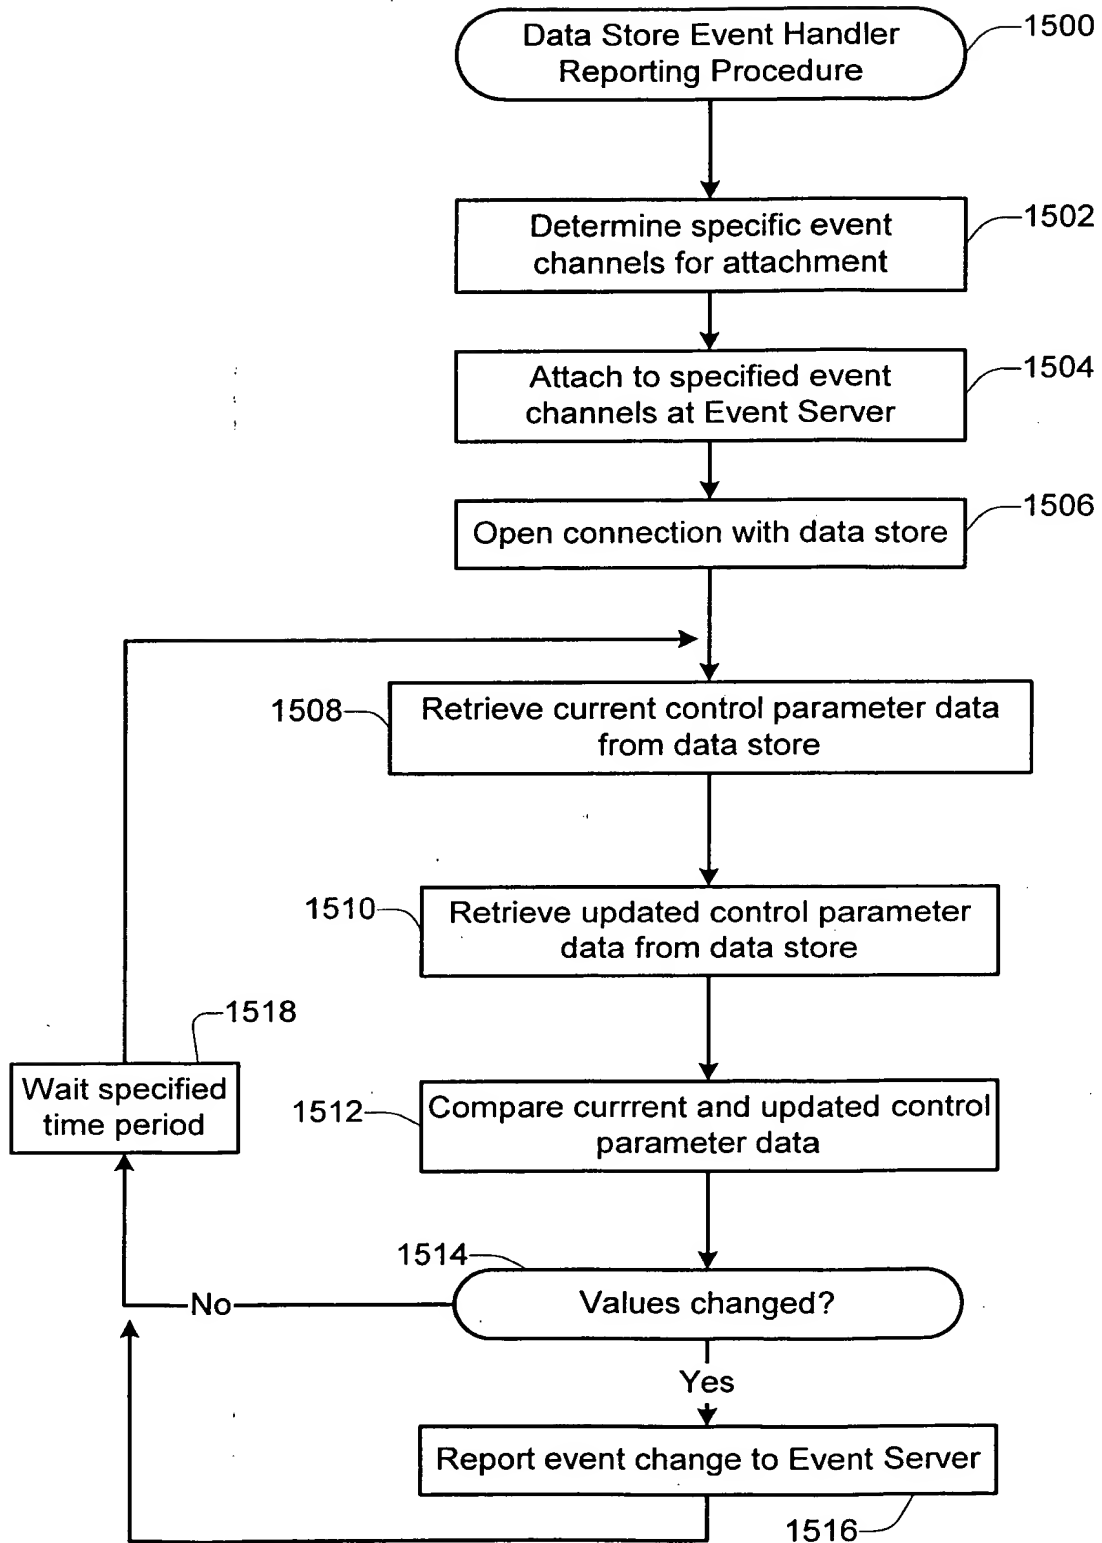 Data Store Event Handler
Reporting Procedure
1500
Determine specific event
channels for attachment
1502
Attach to specified event
channels at Event Server
1504
Open connection with data store
1506
1508
Retrieve current control parameter data
from data store
1510
Retrieve updated control parameter
data from data store
1518
Wait specified
time period
1512
Compare currrent and updated control
parameter data
1514
Values changed?
No
Yes
Report event change to Event Server
1516